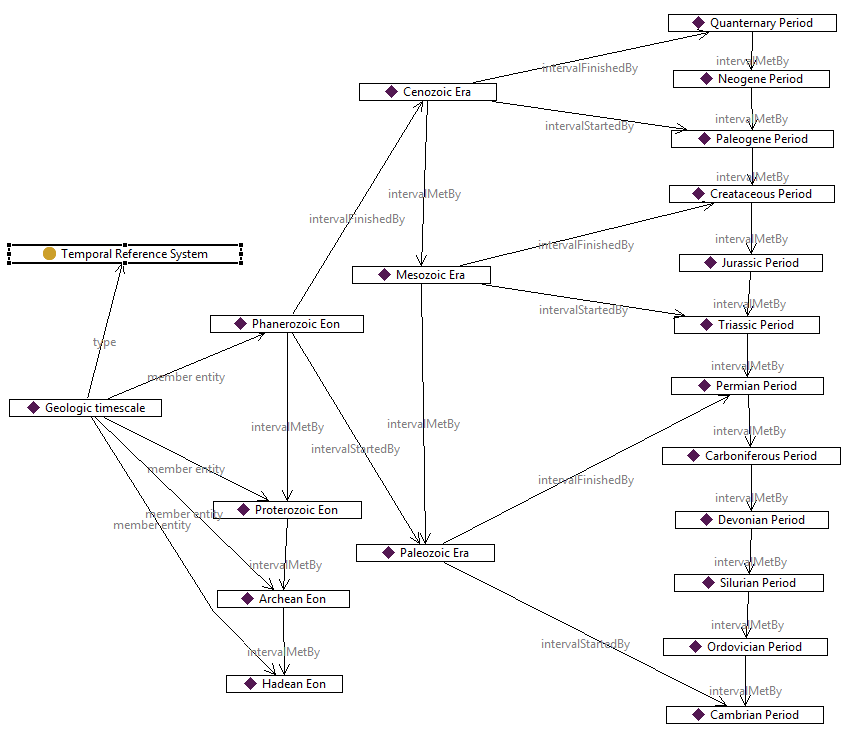 Quanternary Period
intervalMetBy
intervalFinishedBy
Neogene Period
Cenozoic Era
intervalMetBy
intervalStartedBy
Paleogene Period
intervalMetBy
intervalMetBy
Creataceous Period
intervalFinishedBy
intervalMetBy
intervalFinishedBy
Temporal Reference System
Jurassic Period
Mesozoic Era
intervalMetBy
intervalStartedBy
Phanerozoic Eon
Triassic Period
type
intervalMetBy
member entity
Permian Period
Geologic timescale
intervalMetBy
intervalMetBy
intervalMetBy
intervalStartedBy
Carboniferous Period
member entity
intervalFinishedBy
intervalMetBy
Proterozoic Eon
member entity
member entity
Devonian Period
Paleozoic Era
intervalMetBy
intervalMetBy
Silurian Period
Archean Eon
intervalMetBy
intervalStartedBy
Ordovician Period
intervalMetBy
Hadean Eon
intervalMetBy
Cambrian Period